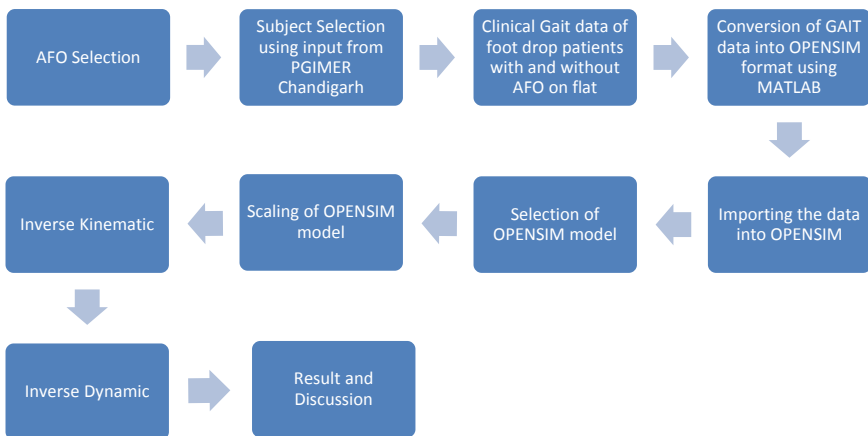 AFO Selection
Subject Selection
using input from
PGIMER
Chandigarh
Clinical Gait data of
foot drop patients
with and without
AFO on flat
Conversion of GAIT
data into OPENSIM
format using
MATLAB
Importing the data
into OPENSIM
Selection of
OPENSIM model
Scaling of OPENSIM
model
Inverse Kinematic
Inverse Dynamic
Result and
Discussion